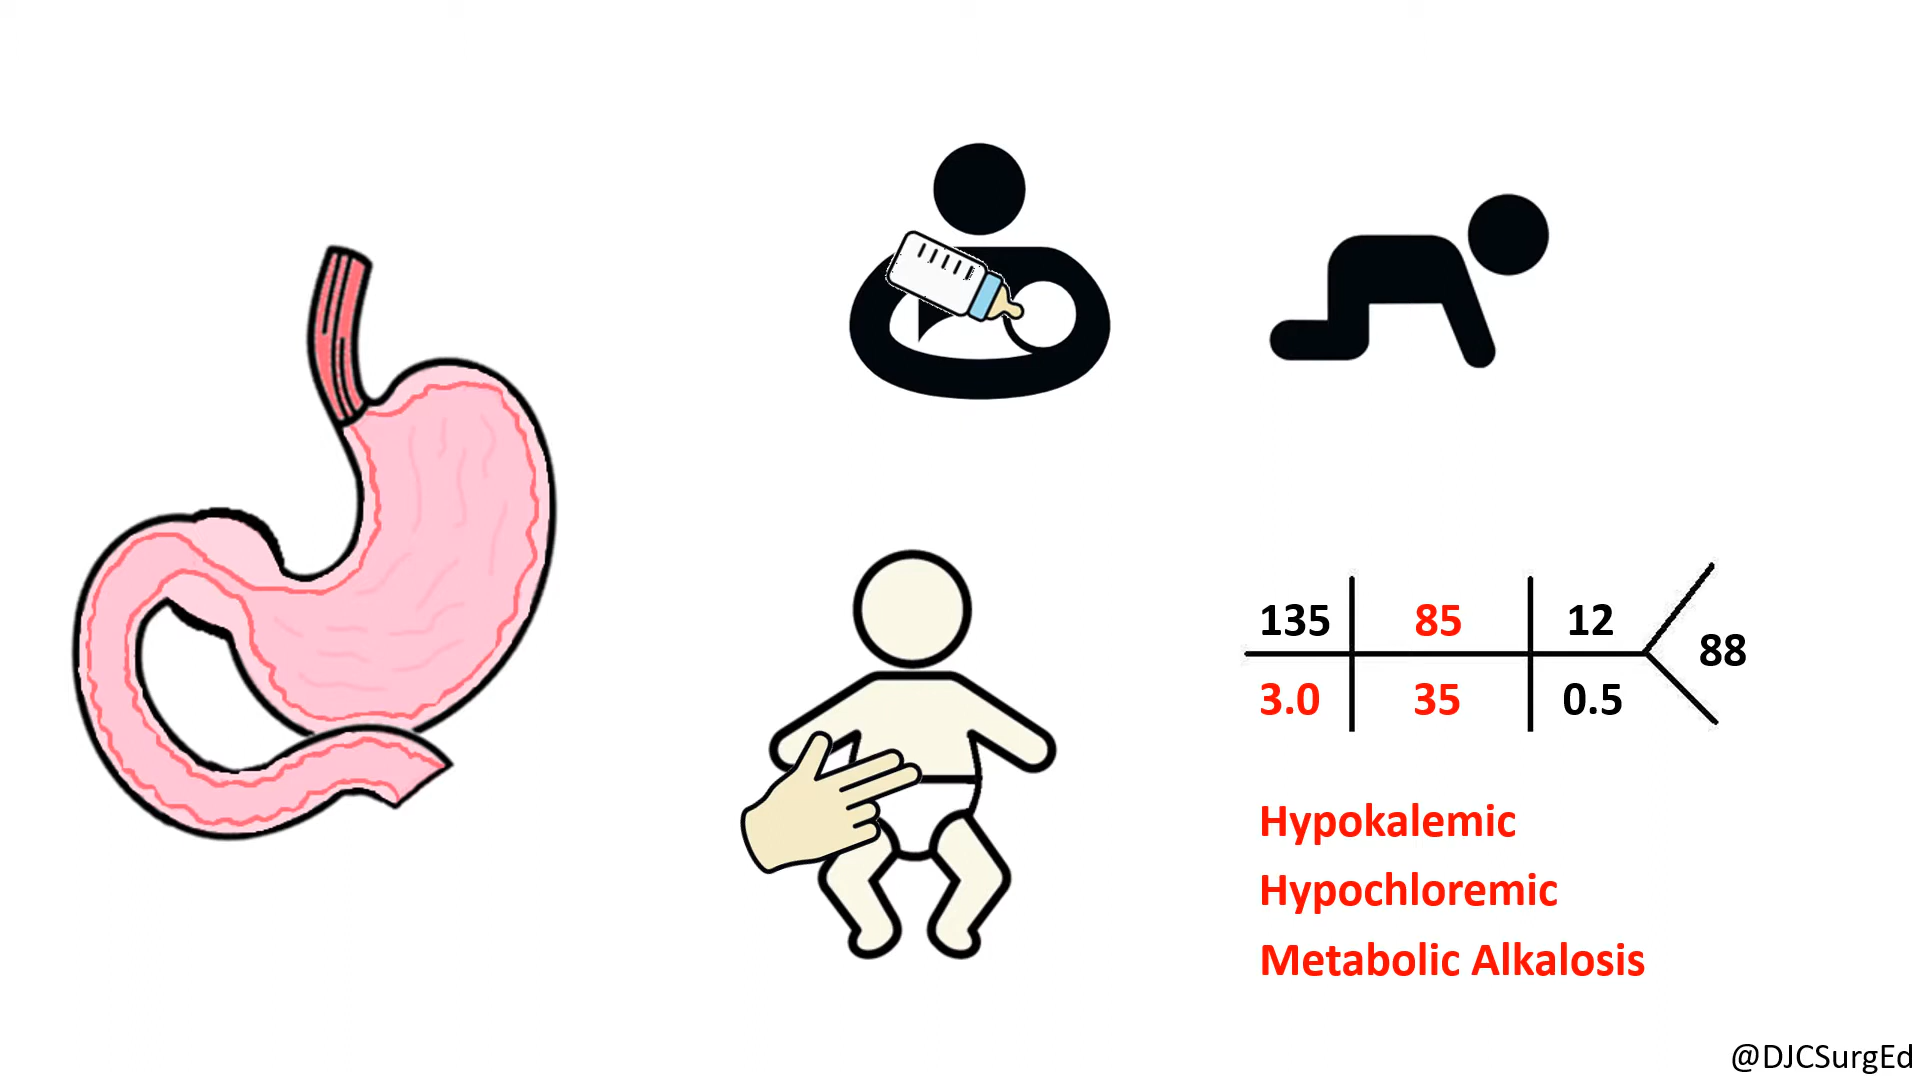 135 85 12
88
3.0 35 0.5
Hypokalemic
Hypochloremic
Metabolic Alkalosis
@DJCSurgEd